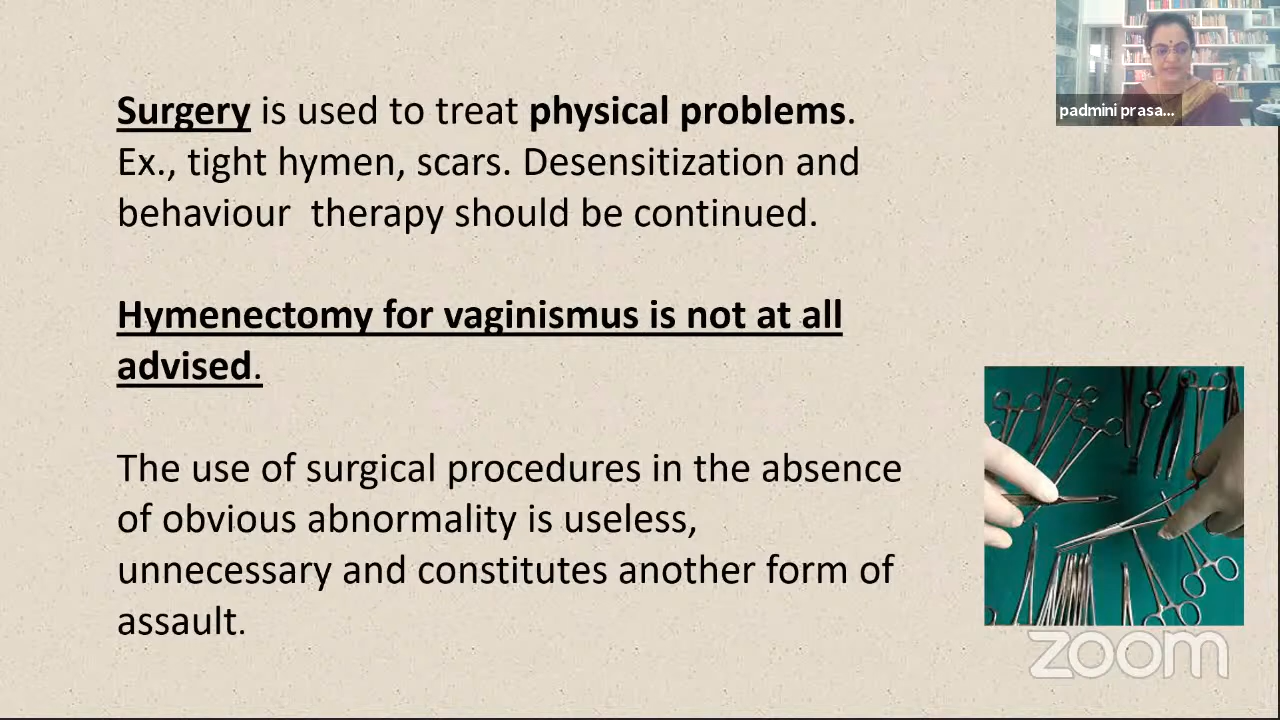 Surgery is used to treat physical problems.
Ex., tight hymen, scars. Desensitization and
behaviour therapy should be continued.
Hymenectomy for vaginismus is not at all
advised.
The use of surgical procedures in the absence
of obvious abnormality is useless,
unnecessary and constitutes another form of
assault.
padmini prasa...
zoom